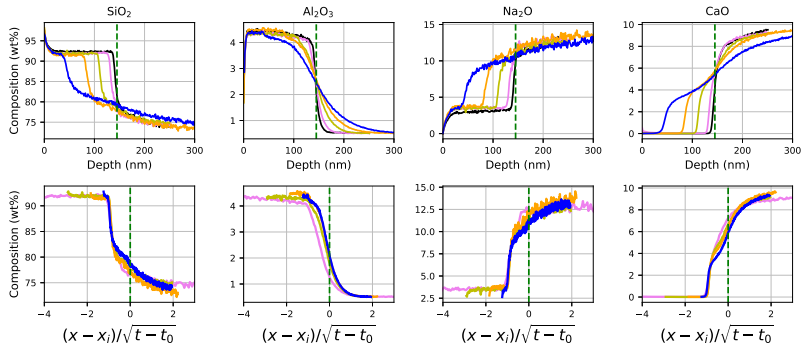 SiO₂
Al₂O₃
Na₂O
CaO
Composition (wt%)
95
90
85
80
75
4
3
2
1
15
10
5
0
10
8
6
4
2
0
0 100 200 300
0 100 200 300
0 100 200 300
0 100 200 300
Depth (nm)
Depth (nm)
Depth (nm)
Depth (nm)
Composition (wt%)
90
85
80
75
4
3
2
1
15.0
12.5
10.0
7.5
5.0
2.5
10
8
6
4
2
0
−4 −2 0 2
−4 −2 0 2
−4 −2 0 2
−4 −2 0 2
(x − xᵢ)/√t − t₀
(x − xᵢ)/√t − t₀
(x − xᵢ)/√t − t₀
(x − xᵢ)/√t − t₀